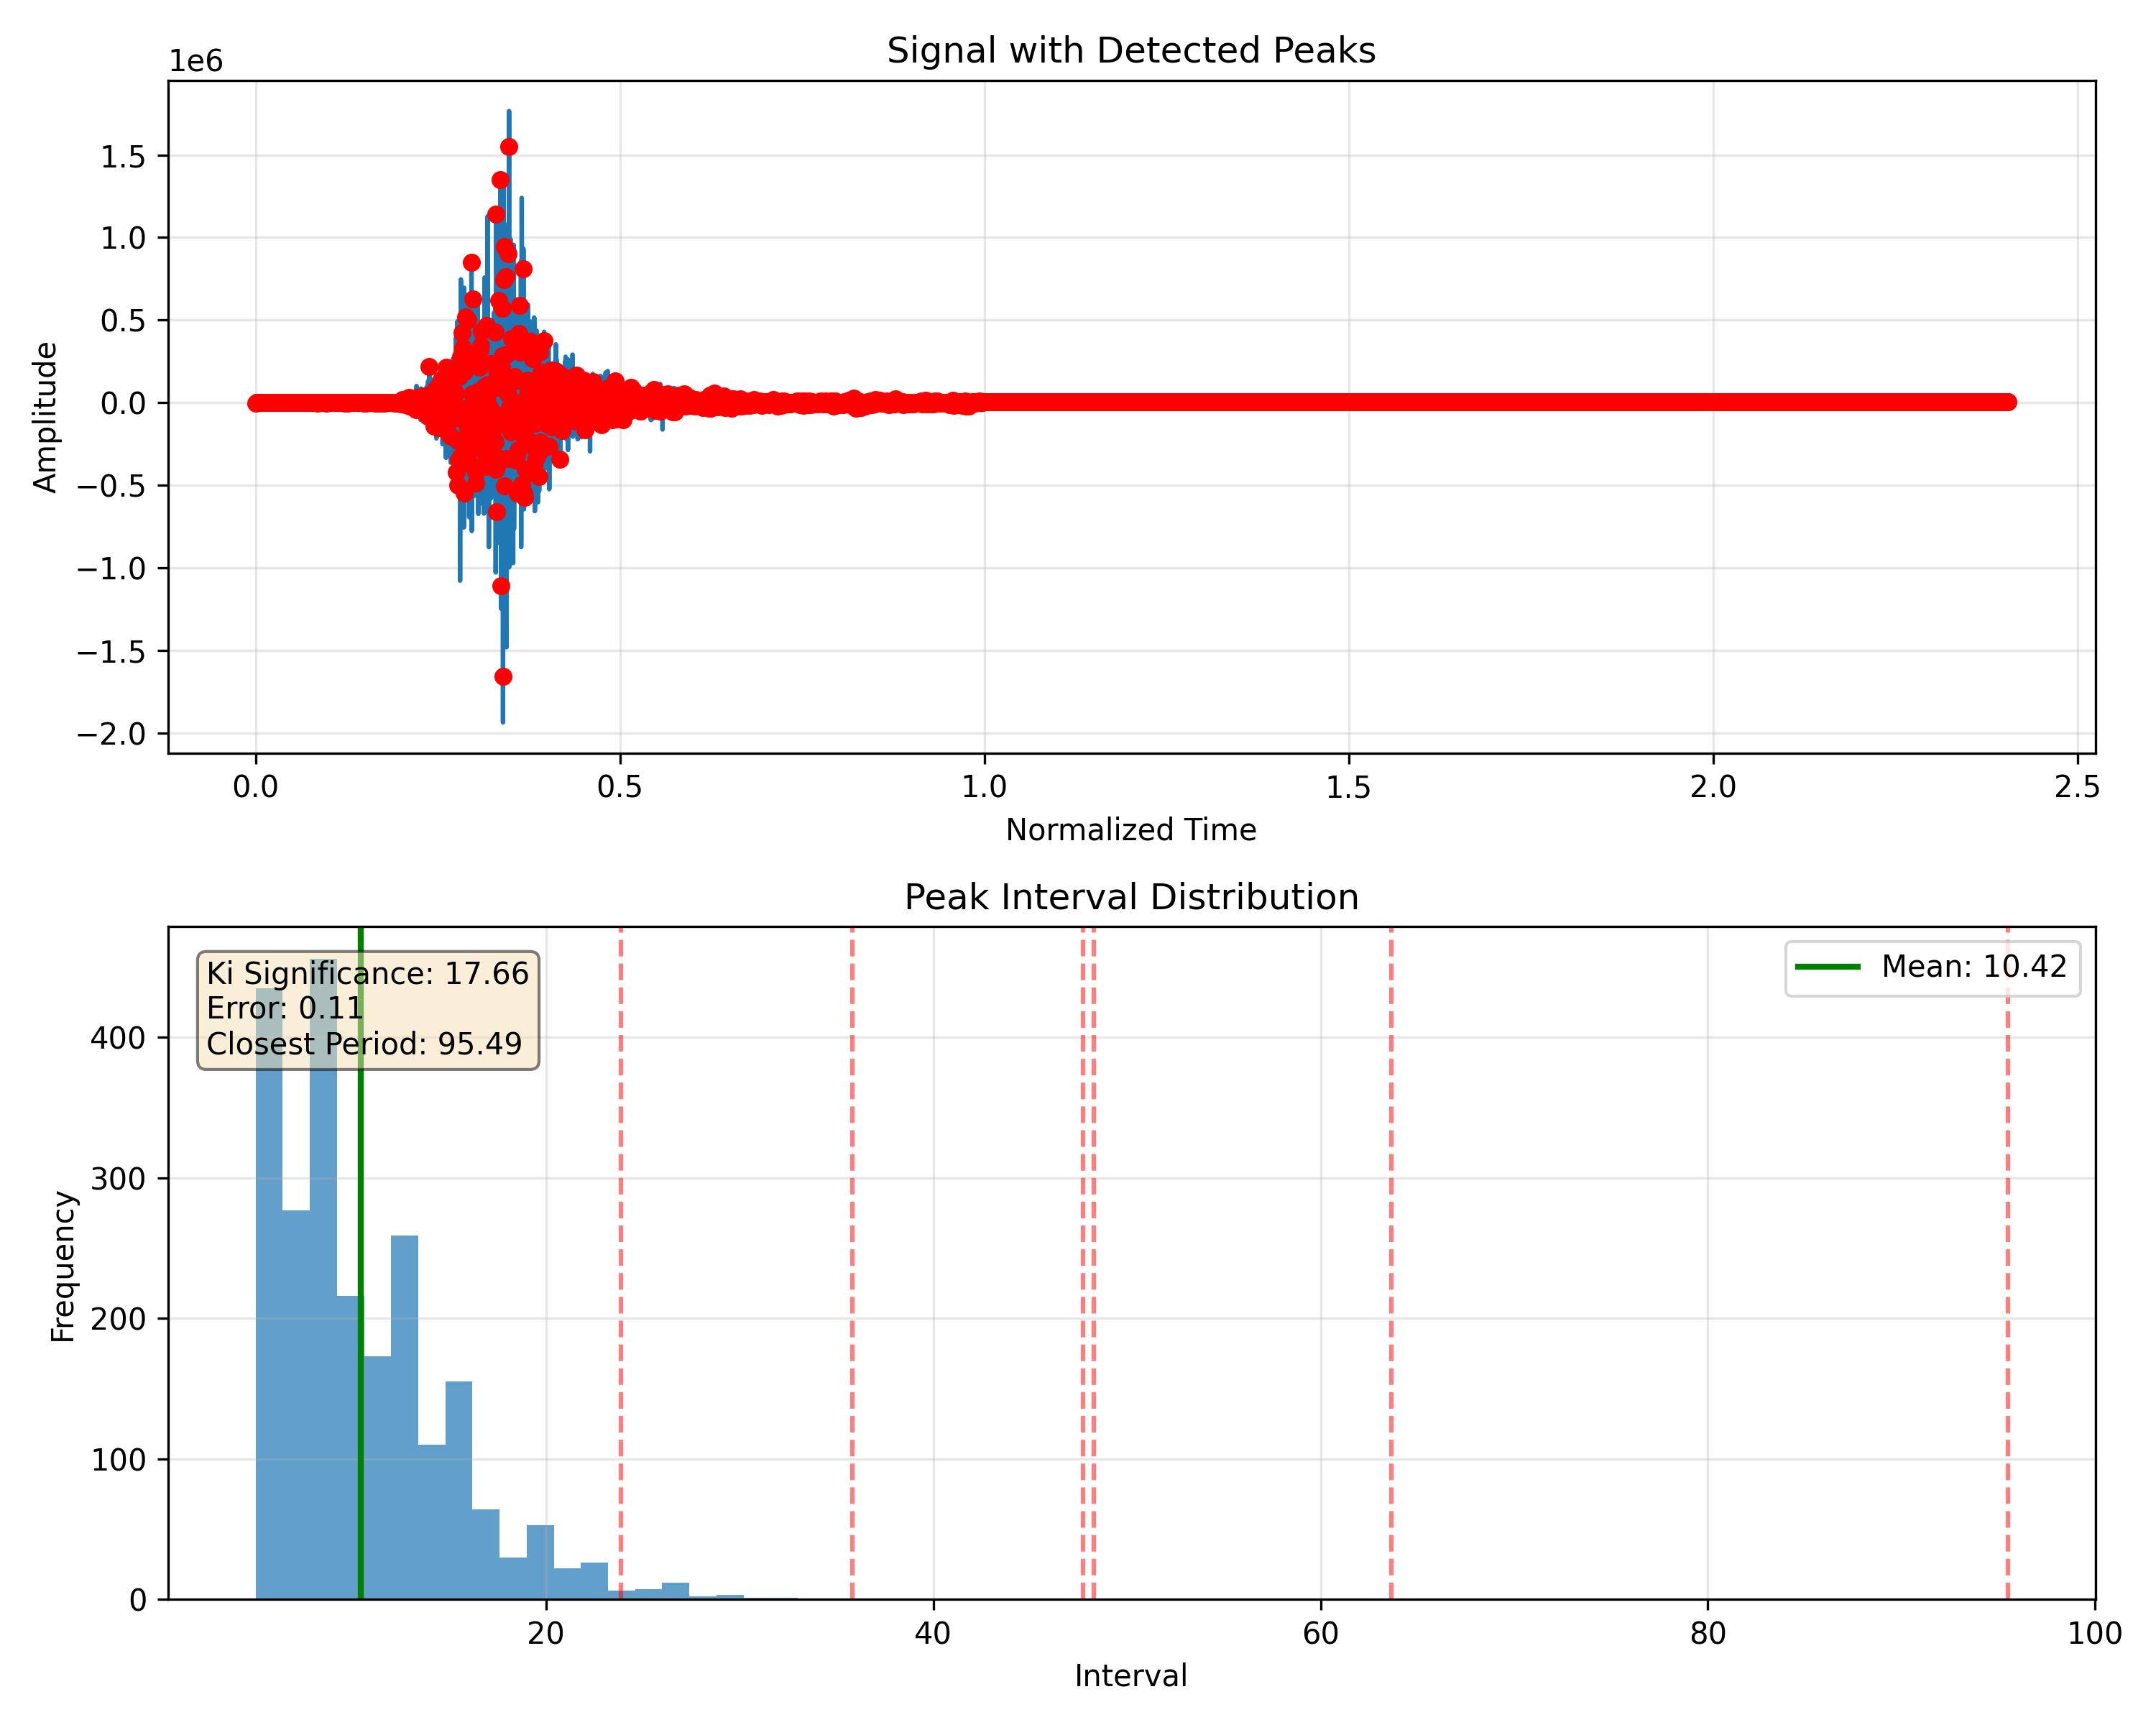 Signal with Detected Peaks
1e6
1.5
1.0
0.5
0.0
−0.5
−1.0
−1.5
−2.0
Amplitude
0.0 0.5 1.0 1.5 2.0 2.5
Normalized Time
Peak Interval Distribution
Ki Significance: 17.66
Error: 0.11
Closest Period: 95.49
Mean: 10.42
400
300
200
100
0
Frequency
20 40 60 80 100
Interval